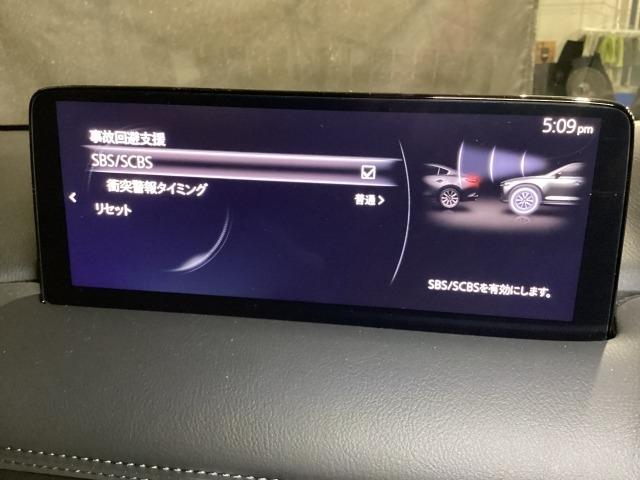 5:09pm
事故回避支援
SBS/SCBS
衝突警報タイミング
普通
リセット
SBS/SCBSを有効にします。